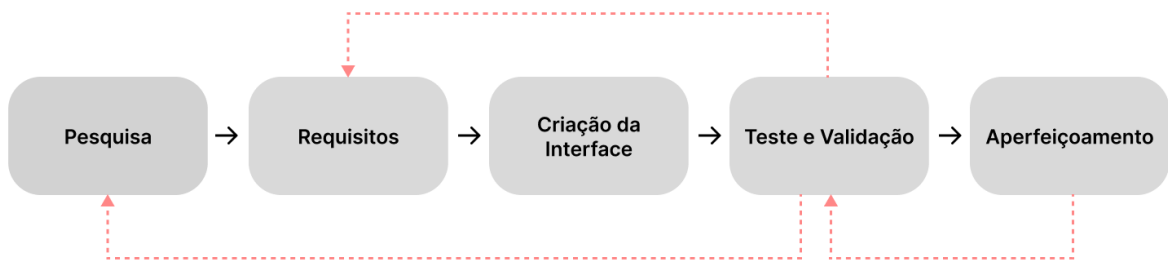 Pesquisa
Requisitos
Criação da
Interface
Teste e Validação
Aperfeiçoamento